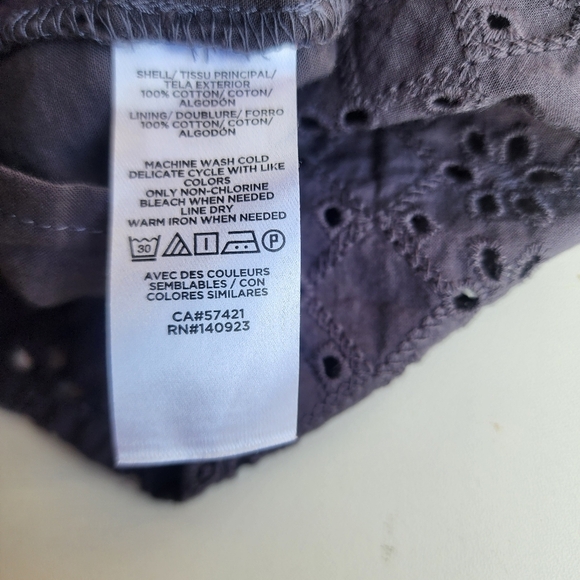 SHELL/ TISSU PRINCIPAL/
TELA EXTERIOR
100% COTTON/ COTON/
ALGODÓN
LINING/ DOUBLURE/ FORRO
100% COTTON/ COTON/
ALGODÓN
MACHINE WASH COLD
DELICATE CYCLE WITH LIKE
COLORS
ONLY NON-CHLORINE
BLEACH WHEN NEEDED
LINE DRY
WARM IRON WHEN NEEDED
30 P
AVEC DES COULEURS
SEMBLABLES / CON
COLORES SIMILARES
CA#57421
RN#140923